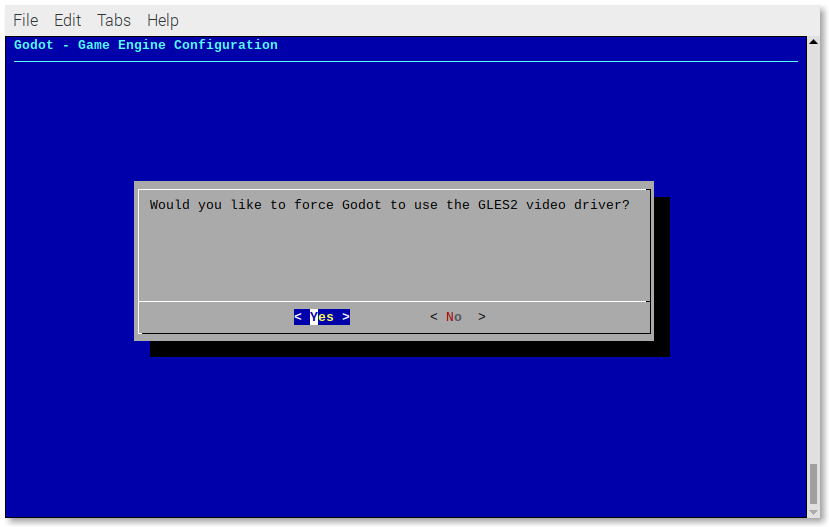 File Edit Tabs Help
Godot - Game Engine Configuration
Would you like to force Godot to use the GLES2 video driver?
< Yes > < No >